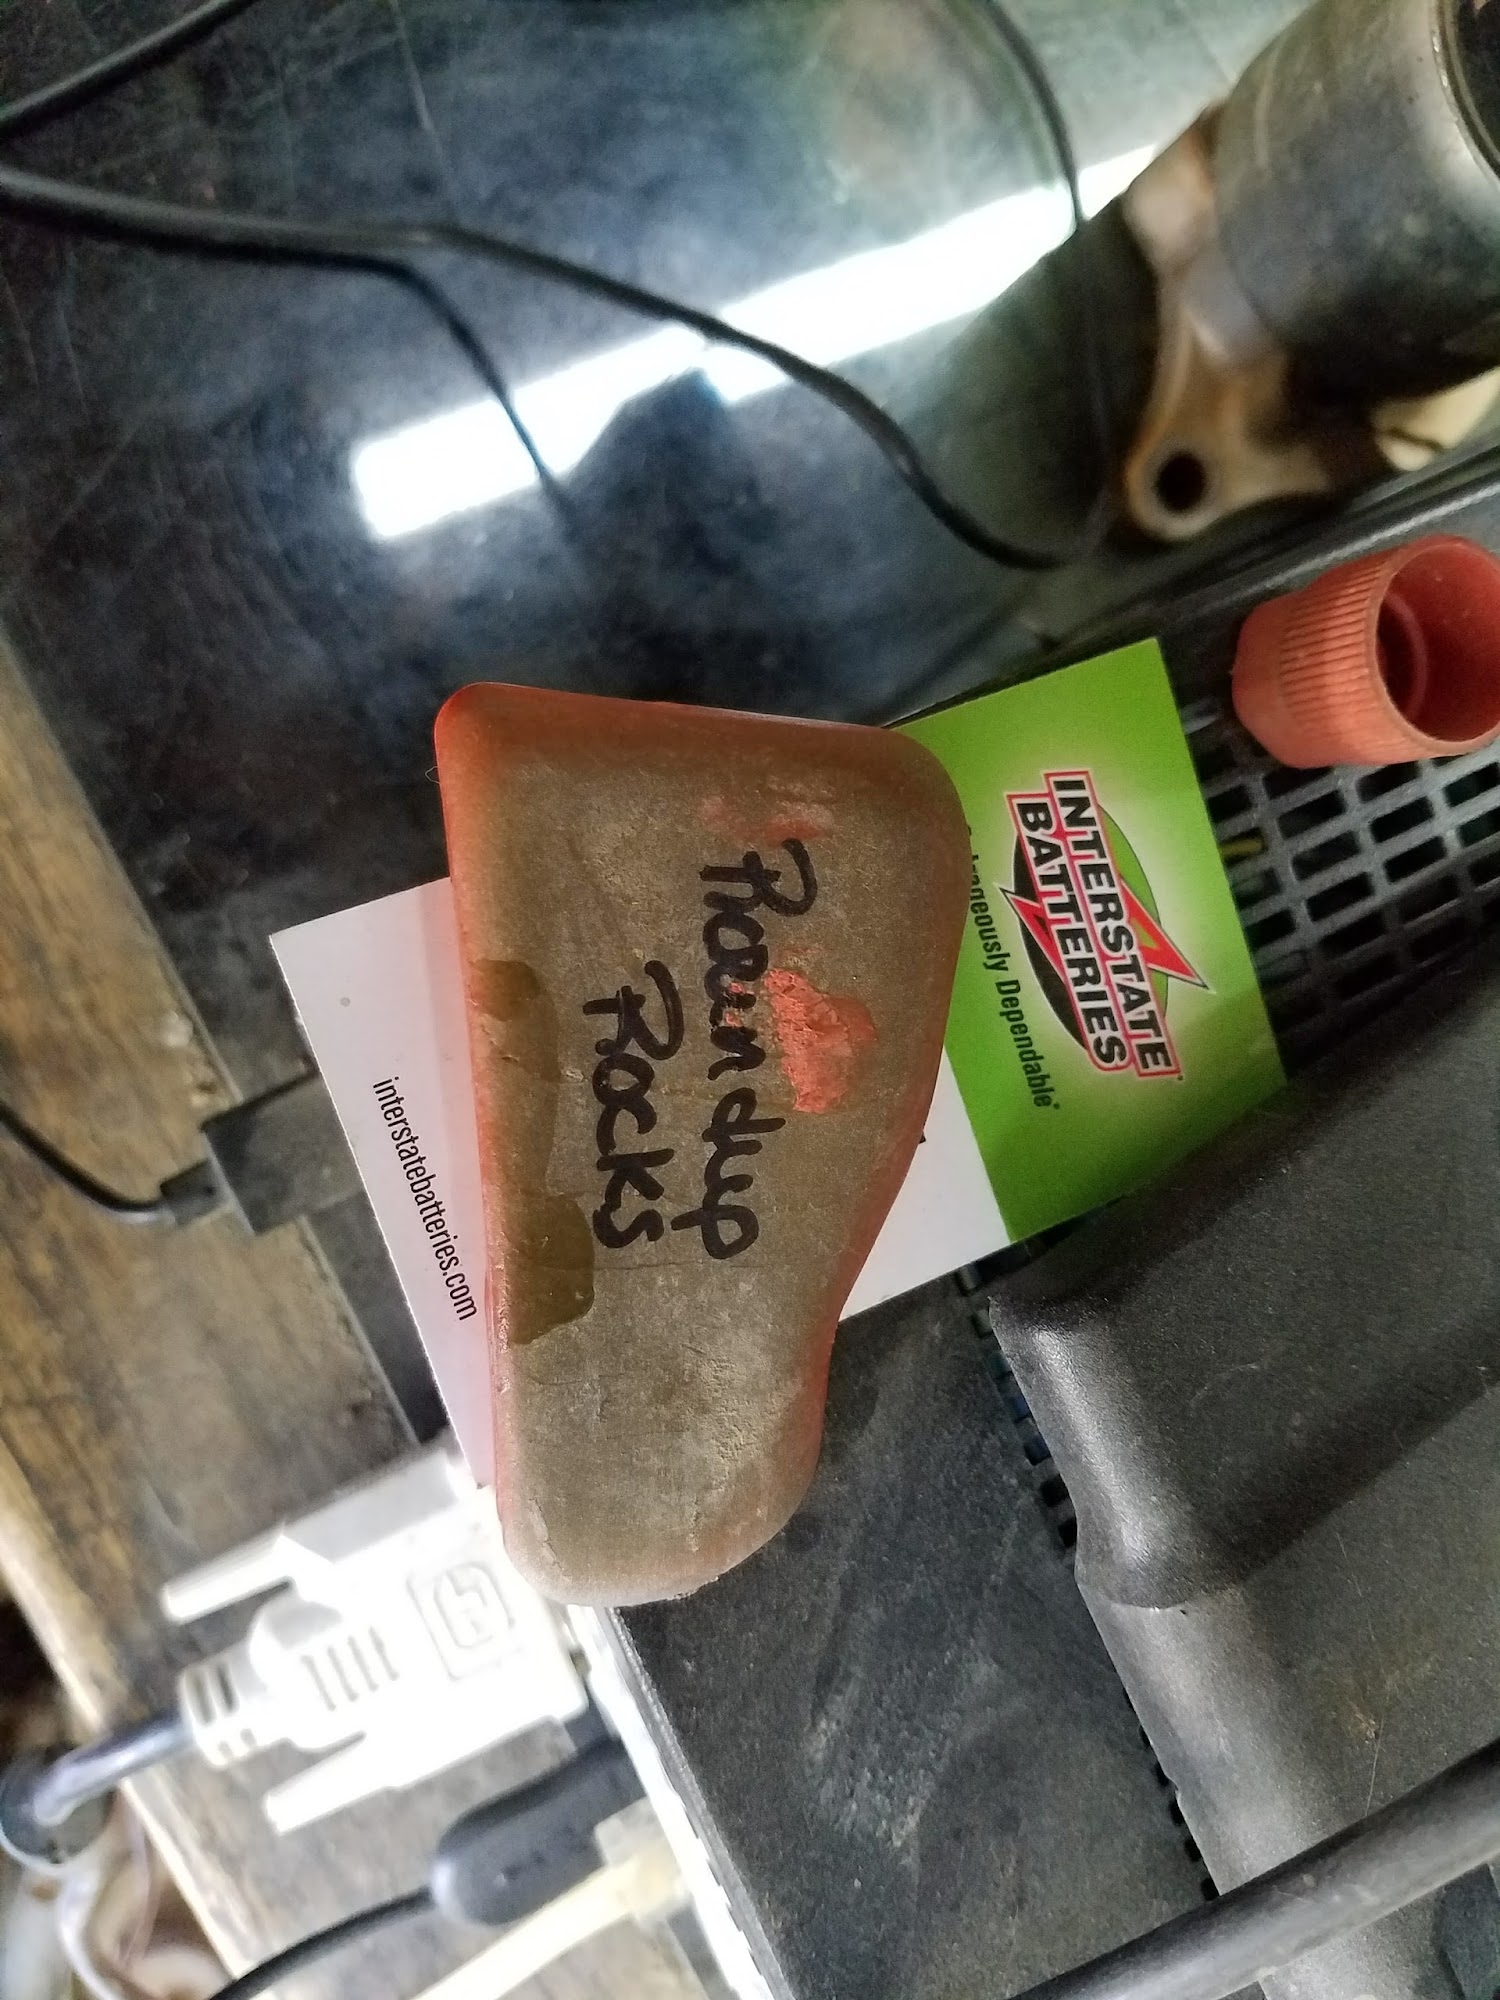 Roundup
Rocks
INTERSTATE
BATTERIES
Dependable
interstatebatteries.com